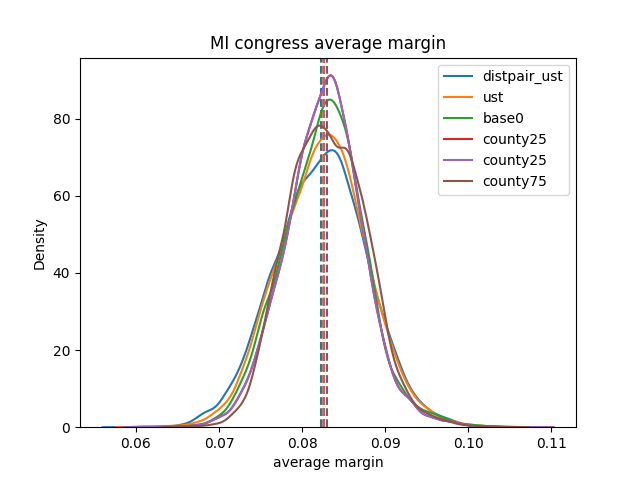 MI congress average margin
distpair_ust
ust
base0
county25
county25
county75
Density
80
60
40
20
0
0.06 0.07 0.08 0.09 0.10 0.11
average margin